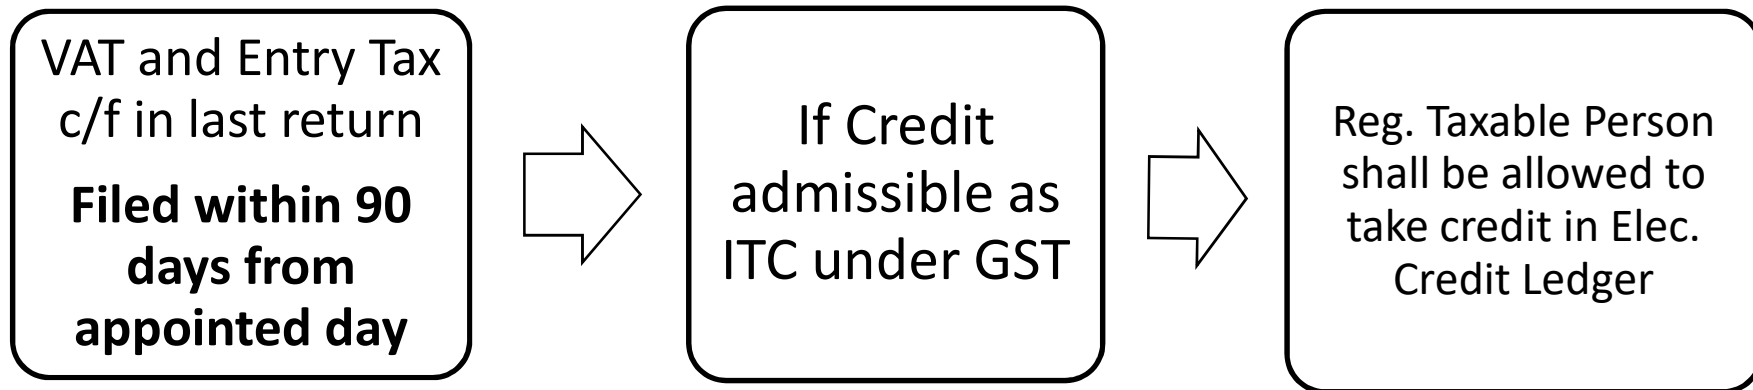 VAT and Entry Tax
c/f in last return
Filed within 90
days from
appointed day
If Credit
admissible as
ITC under GST
Reg. Taxable Person
shall be allowed to
take credit in Elec.
Credit Ledger